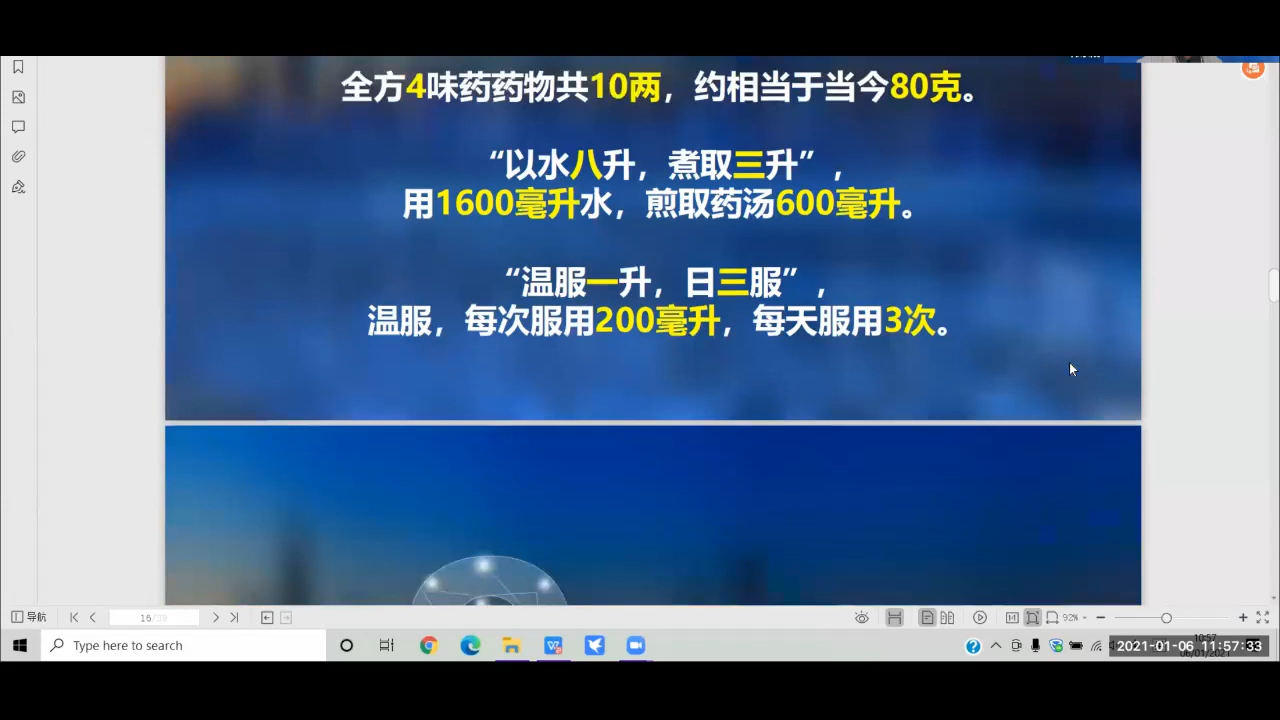 全方4味药药物共10两，约相当于当今80克。
“以水八升，煮取三升”，
用1600毫升水，煎取药汤600毫升。
“温服一升，日三服”，
温服，每次服用200毫升，每天服用3次。
导航
16
92%
Type here to search
2021-01-06 11:57:33